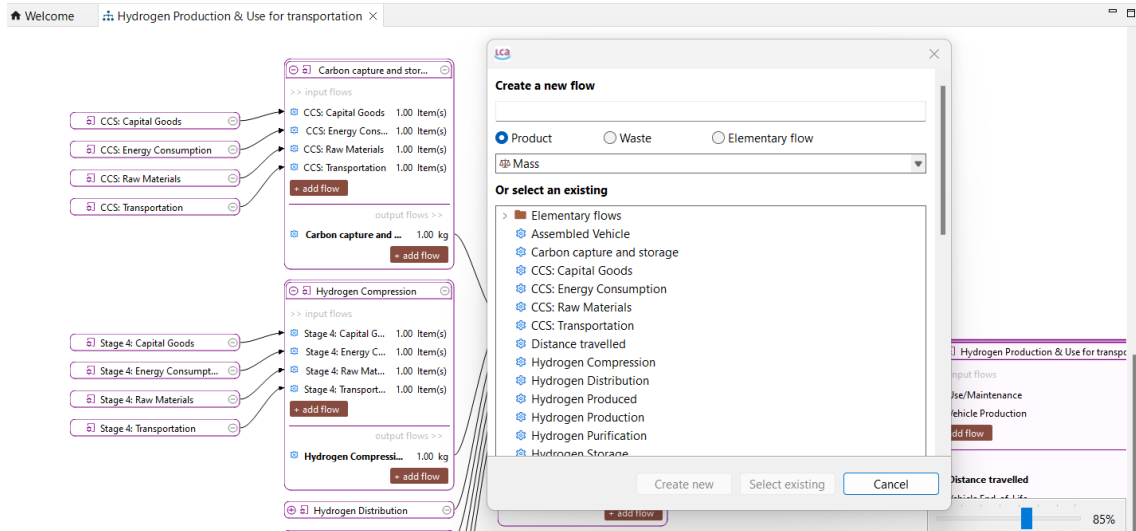 Welcome
Hydrogen Production & Use for transportation
Carbon capture and stor...
>> input flows
CCS: Capital Goods 1.00 Item(s)
CCS: Energy Cons... 1.00 Item(s)
CCS: Raw Materials 1.00 Item(s)
CCS: Transportation 1.00 Item(s)
+ add flow
output flows >>
Carbon capture and ... 1.00 kg
+ add flow
CCS: Capital Goods
CCS: Energy Consumption
CCS: Raw Materials
CCS: Transportation
Hydrogen Compression
>> input flows
Stage 4: Capital G... 1.00 Item(s)
Stage 4: Energy C... 1.00 Item(s)
Stage 4: Raw Mat... 1.00 Item(s)
Stage 4: Transport... 1.00 Item(s)
+ add flow
output flows >>
Hydrogen Compressi... 1.00 kg
+ add flow
Stage 4: Capital Goods
Stage 4: Energy Consumpt...
Stage 4: Raw Materials
Stage 4: Transportation
Hydrogen Distribution
LCA
Create a new flow
Product Waste Elementary flow
Mass
Or select an existing
Elementary flows
Assembled Vehicle
Carbon capture and storage
CCS: Capital Goods
CCS: Energy Consumption
CCS: Raw Materials
CCS: Transportation
Distance travelled
Hydrogen Compression
Hydrogen Distribution
Hydrogen Produced
Hydrogen Production
Hydrogen Purification
Hydrogen Storage
Create new Select existing Cancel
+ add flow
Hydrogen Production & Use for transpo
input flows
Use/Maintenance
Vehicle Production
add flow
Distance travelled
Vehicle End-of-Life
85%